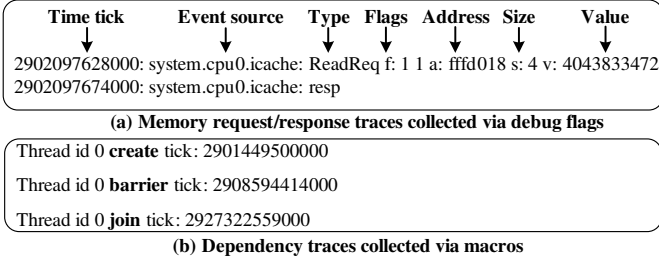 Time tick Event source Type Flags Address Size Value
2902097628000: system.cpu0.icache: ReadReq f: 1 1 a: fffd018 s: 4 v: 4043833472
2902097674000: system.cpu0.icache: resp
(a) Memory request/response traces collected via debug flags
Thread id 0 create tick: 2901449500000
Thread id 0 barrier tick: 2908594414000
Thread id 0 join tick: 2927322559000
(b) Dependency traces collected via macros